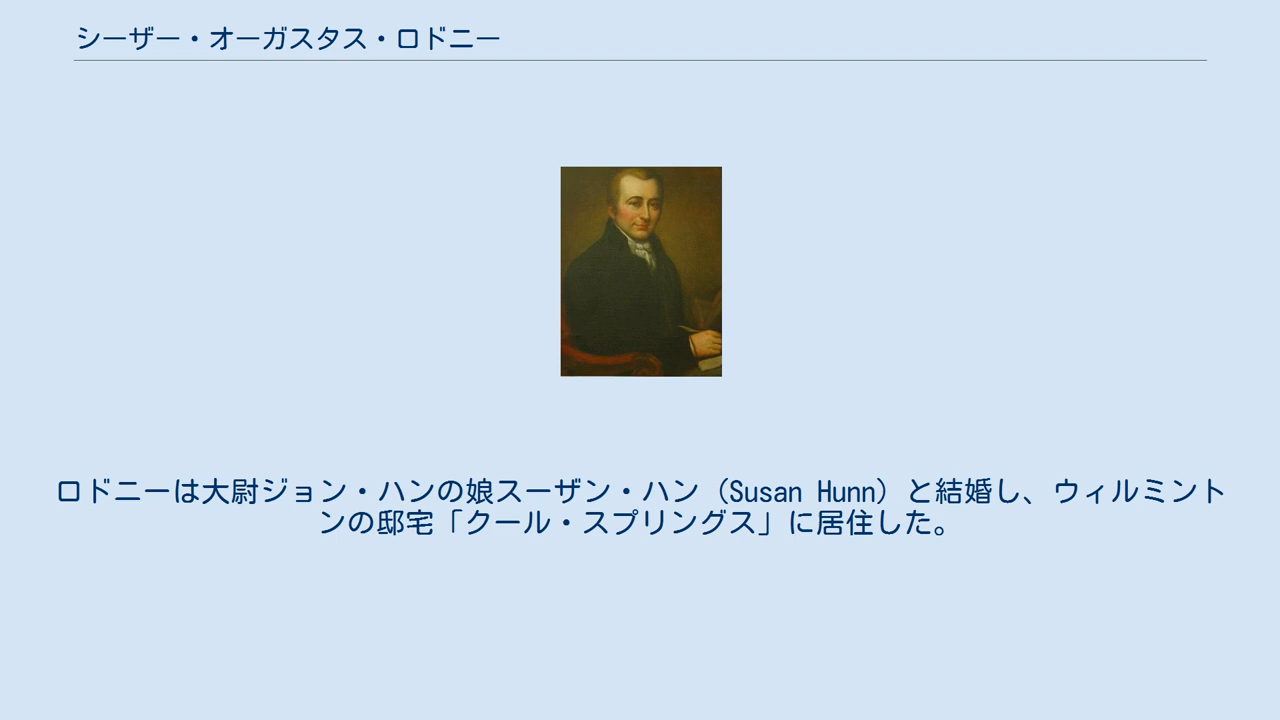 シーザー・オーガスタス・ロドニー
ロドニーは大尉ジョン・ハンの娘スーザン・ハン（Susan Hunn）と結婚し、ウィルミント
ンの邸宅「クール・スプリングス」に居住した。